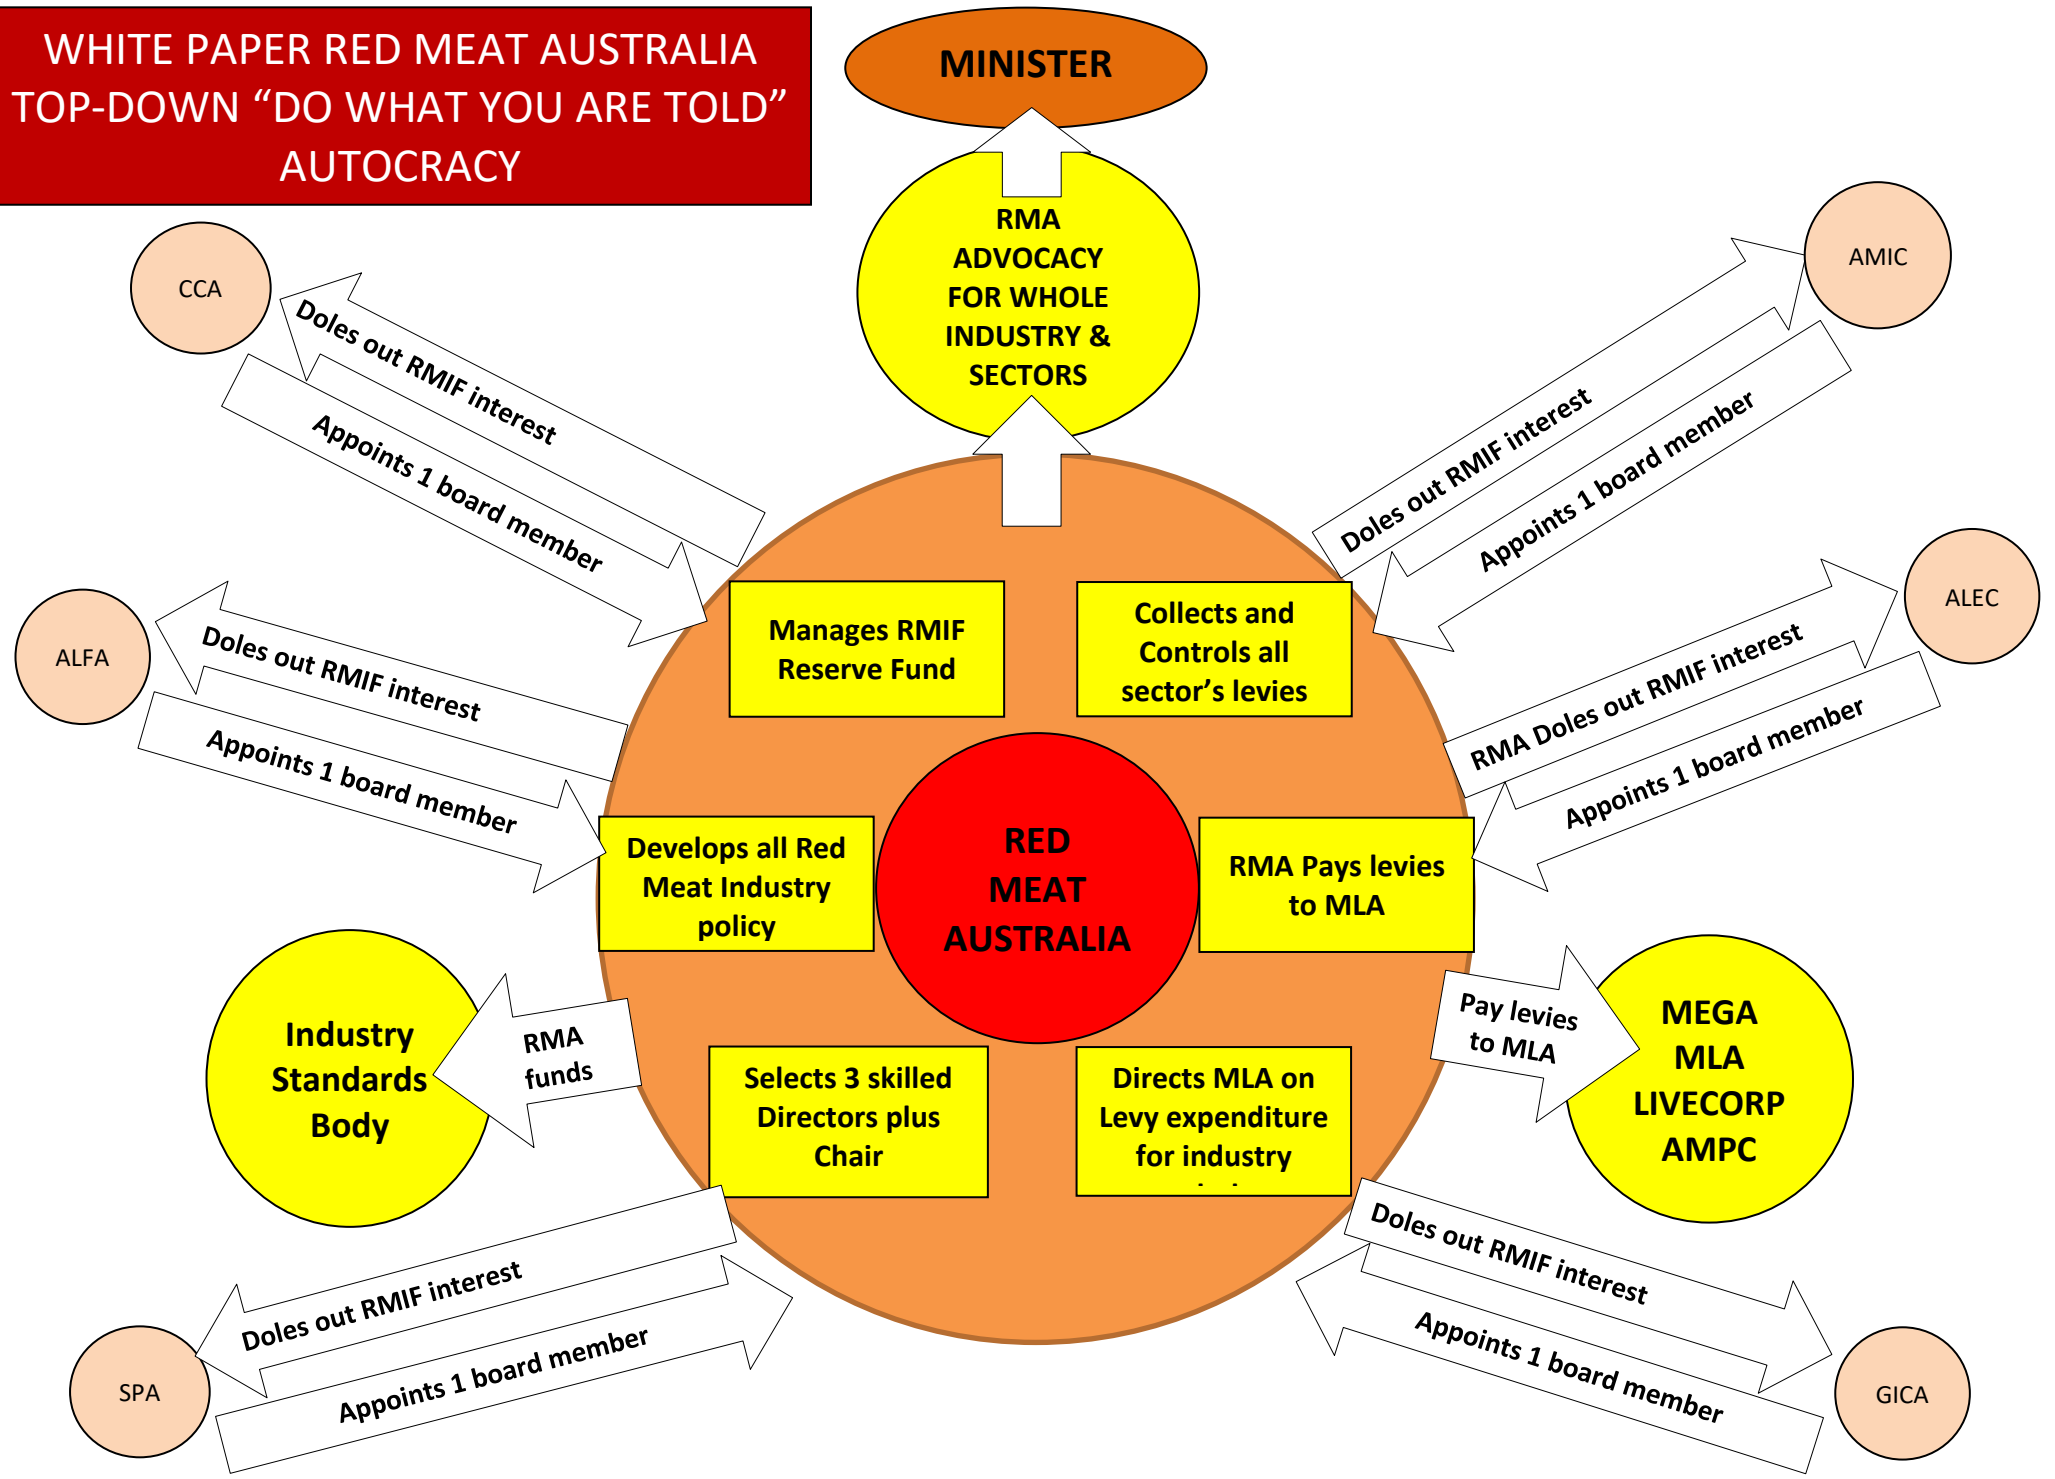 WHITE PAPER RED MEAT AUSTRALIA
TOP-DOWN “DO WHAT YOU ARE TOLD”
AUTOCRACY
MINISTER
RMA
ADVOCACY
FOR WHOLE
INDUSTRY &
SECTORS
CCA
Doles out RMIF interest
Appoints 1 board member
AMIC
Doles out RMIF interest
Appoints 1 board member
ALFA
Doles out RMIF interest
Appoints 1 board member
ALEC
RMA Doles out RMIF interest
Appoints 1 board member
Manages RMIF
Reserve Fund
Collects and
Controls all
sector’s levies
Develops all Red
Meat Industry
policy
RED
MEAT
AUSTRALIA
RMA Pays levies
to MLA
Industry
Standards
Body
RMA
funds
Selects 3 skilled
Directors plus
Chair
Directs MLA on
Levy expenditure
for industry
Pay levies
to MLA
MEGA
MLA
LIVECORP
AMPC
SPA
Doles out RMIF interest
Appoints 1 board member
Doles out RMIF interest
Appoints 1 board member
GICA